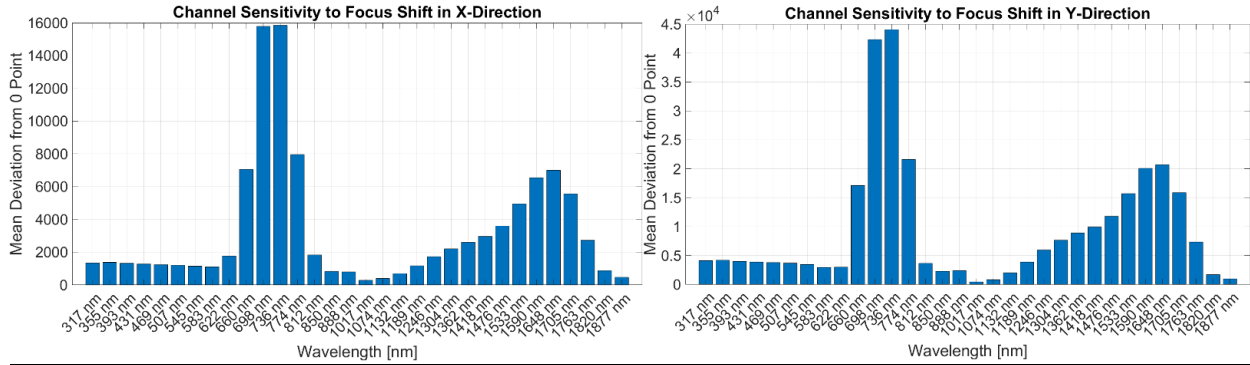 Channel Sensitivity to Focus Shift in X-Direction
16000
14000
12000
10000
8000
6000
4000
2000
0
Mean Deviation from 0 Point
317 nm
355 nm
393 nm
431 nm
469 nm
507 nm
545 nm
583 nm
622 nm
660 nm
698 nm
736 nm
774 nm
812 nm
850 nm
888 nm
1017 nm
1074 nm
1132 nm
1189 nm
1246 nm
1304 nm
1362 nm
1418 nm
1476 nm
1533 nm
1590 nm
1648 nm
1705 nm
1763 nm
1820 nm
1877 nm
Wavelength [nm]
Channel Sensitivity to Focus Shift in Y-Direction
×10⁴
4.5
4
3.5
3
2.5
2
1.5
1
0.5
0
Mean Deviation from 0 Point
317 nm
355 nm
393 nm
431 nm
469 nm
507 nm
545 nm
583 nm
622 nm
660 nm
698 nm
736 nm
774 nm
812 nm
850 nm
888 nm
1017 nm
1074 nm
1132 nm
1189 nm
1246 nm
1304 nm
1362 nm
1418 nm
1476 nm
1533 nm
1590 nm
1648 nm
1705 nm
1763 nm
1820 nm
1877 nm
Wavelength [nm]